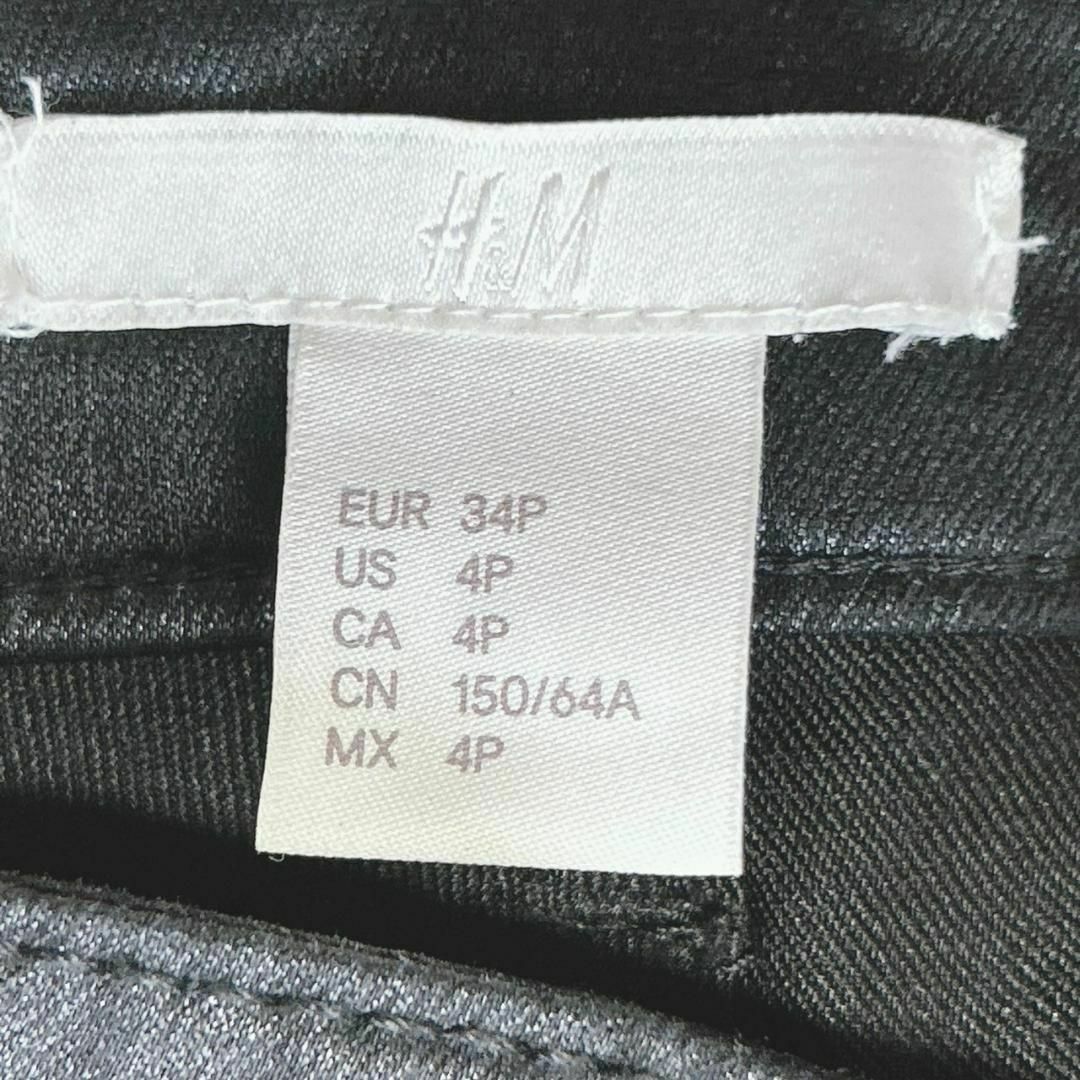 H&M
EUR 34P
US 4P
CA 4P
CN 150/64A
MX 4P